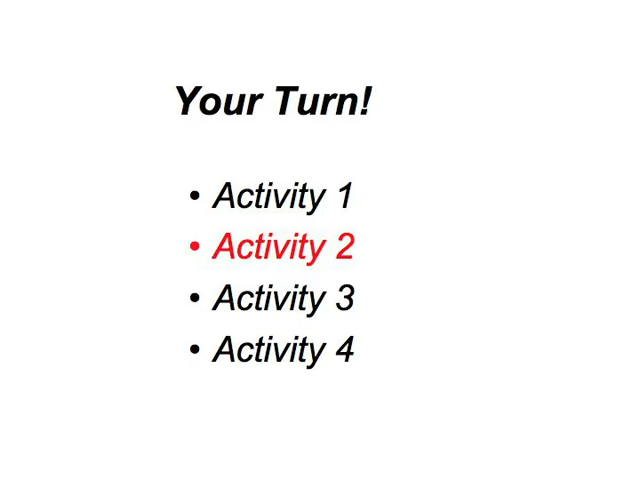 Your Turn!
• Activity 1
• Activity 2
• Activity 3
• Activity 4